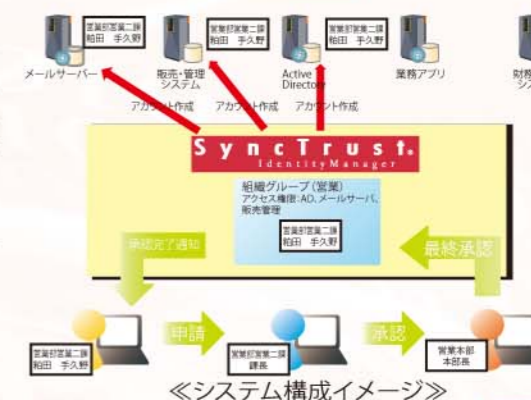 営業部営業二課
粕田 手久野
営業部営業二課
粕田 手久野
営業部営業二課
粕田 手久野
メールサーバー
販売・管理
システム
Active
Directory
業務アプリ
財務
シス
アカウント作成
アカウント作成
アカウント作成
SyncTrust.
IdentityManager
組織グループ(営業)
アクセス権限:AD、メールサーバ、
販売管理
営業部営業二課
粕田 手久野
承認完了通知
最終承認
申請
承認
営業部営業二課
粕田 手久野
営業部営業二課
課長
営業本部
本部長
≪システム構成イメージ≫